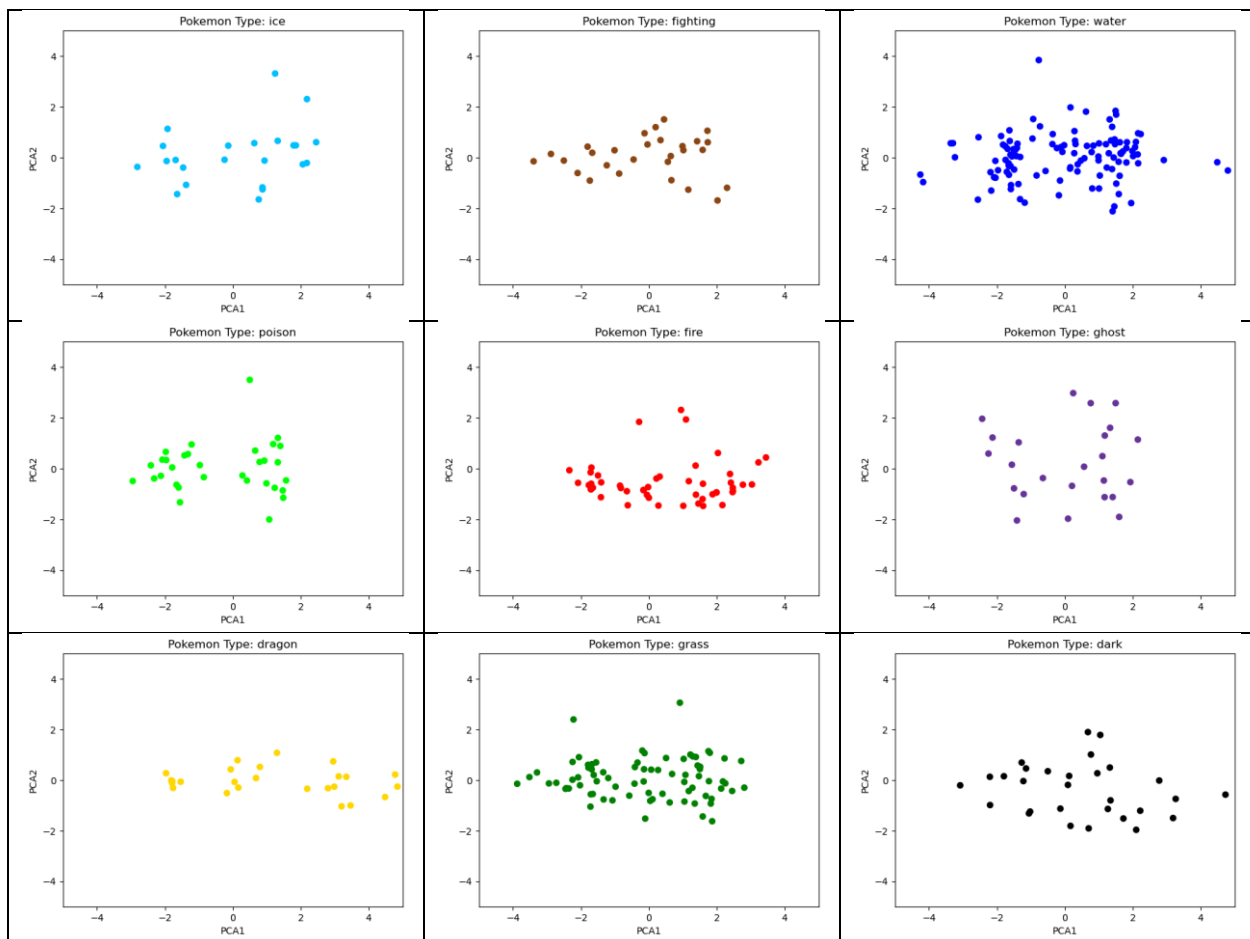 Pokemon Type: ice
4
2
0
−2
−4
PCA2
−4 −2 0 2 4
PCA1
Pokemon Type: fighting
4
2
0
−2
−4
PCA2
−4 −2 0 2 4
PCA1
Pokemon Type: water
4
2
0
−2
−4
PCA2
−4 −2 0 2 4
PCA1
Pokemon Type: poison
4
2
0
−2
−4
PCA2
−4 −2 0 2 4
PCA1
Pokemon Type: fire
4
2
0
−2
−4
PCA2
−4 −2 0 2 4
PCA1
Pokemon Type: ghost
4
2
0
−2
−4
PCA2
−4 −2 0 2 4
PCA1
Pokemon Type: dragon
4
2
0
−2
−4
PCA2
−4 −2 0 2 4
PCA1
Pokemon Type: grass
4
2
0
−2
−4
PCA2
−4 −2 0 2 4
PCA1
Pokemon Type: dark
4
2
0
−2
−4
PCA2
−4 −2 0 2 4
PCA1